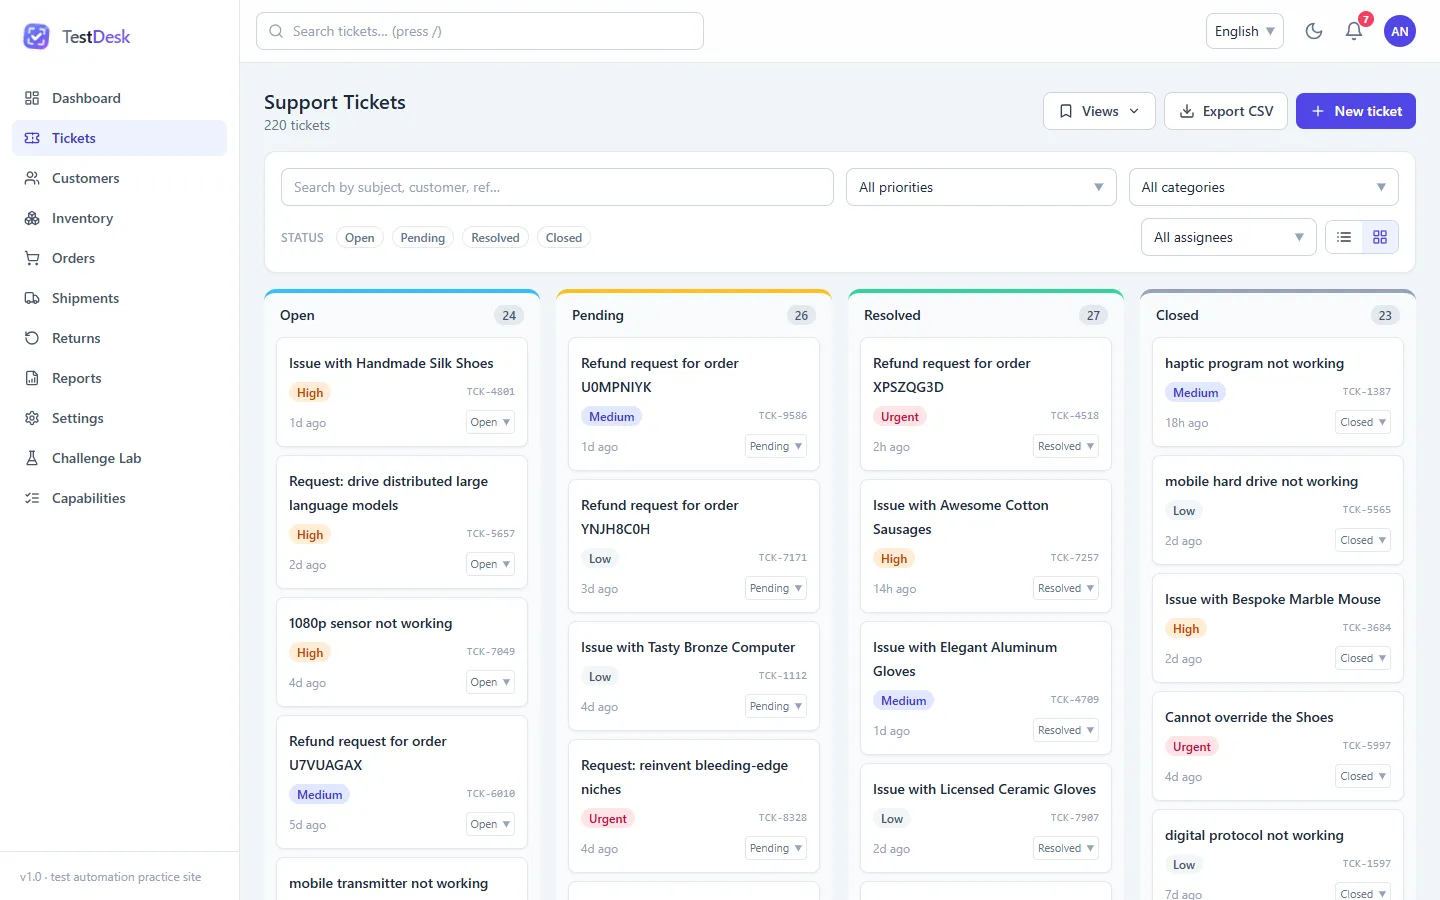 TestDesk
Search tickets... (press /)
English
7
AN
Dashboard
Tickets
Customers
Inventory
Orders
Shipments
Returns
Reports
Settings
Challenge Lab
Capabilities
v1.0 · test automation practice site
Support Tickets
220 tickets
Views
Export CSV
New ticket
Search by subject, customer, ref...
All priorities
All categories
STATUS
Open
Pending
Resolved
Closed
All assignees
Open 24
Issue with Handmade Silk Shoes
High TCK-4801
1d ago Open
Request: drive distributed large
language models
High TCK-5657
2d ago Open
1080p sensor not working
High TCK-7049
4d ago Open
Refund request for order
U7VUAGAX
Medium TCK-6010
5d ago Open
mobile transmitter not working
Pending 26
Refund request for order
U0MPNIYK
Medium TCK-9586
1d ago Pending
Refund request for order
YNJH8C0H
Low TCK-7171
3d ago Pending
Issue with Tasty Bronze Computer
Low TCK-1112
4d ago Pending
Request: reinvent bleeding-edge
niches
Urgent TCK-8328
4d ago Pending
Resolved 27
Refund request for order
XPSZQG3D
Urgent TCK-4518
2h ago Resolved
Issue with Awesome Cotton
Sausages
High TCK-7257
14h ago Resolved
Issue with Elegant Aluminum
Gloves
Medium TCK-4709
1d ago Resolved
Issue with Licensed Ceramic Gloves
Low TCK-7907
2d ago Resolved
Closed 23
haptic program not working
Medium TCK-1387
18h ago Closed
mobile hard drive not working
Low TCK-5565
2d ago Closed
Issue with Bespoke Marble Mouse
High TCK-3684
2d ago Closed
Cannot override the Shoes
Urgent TCK-5997
4d ago Closed
digital protocol not working
Low TCK-1597
7d ago Closed